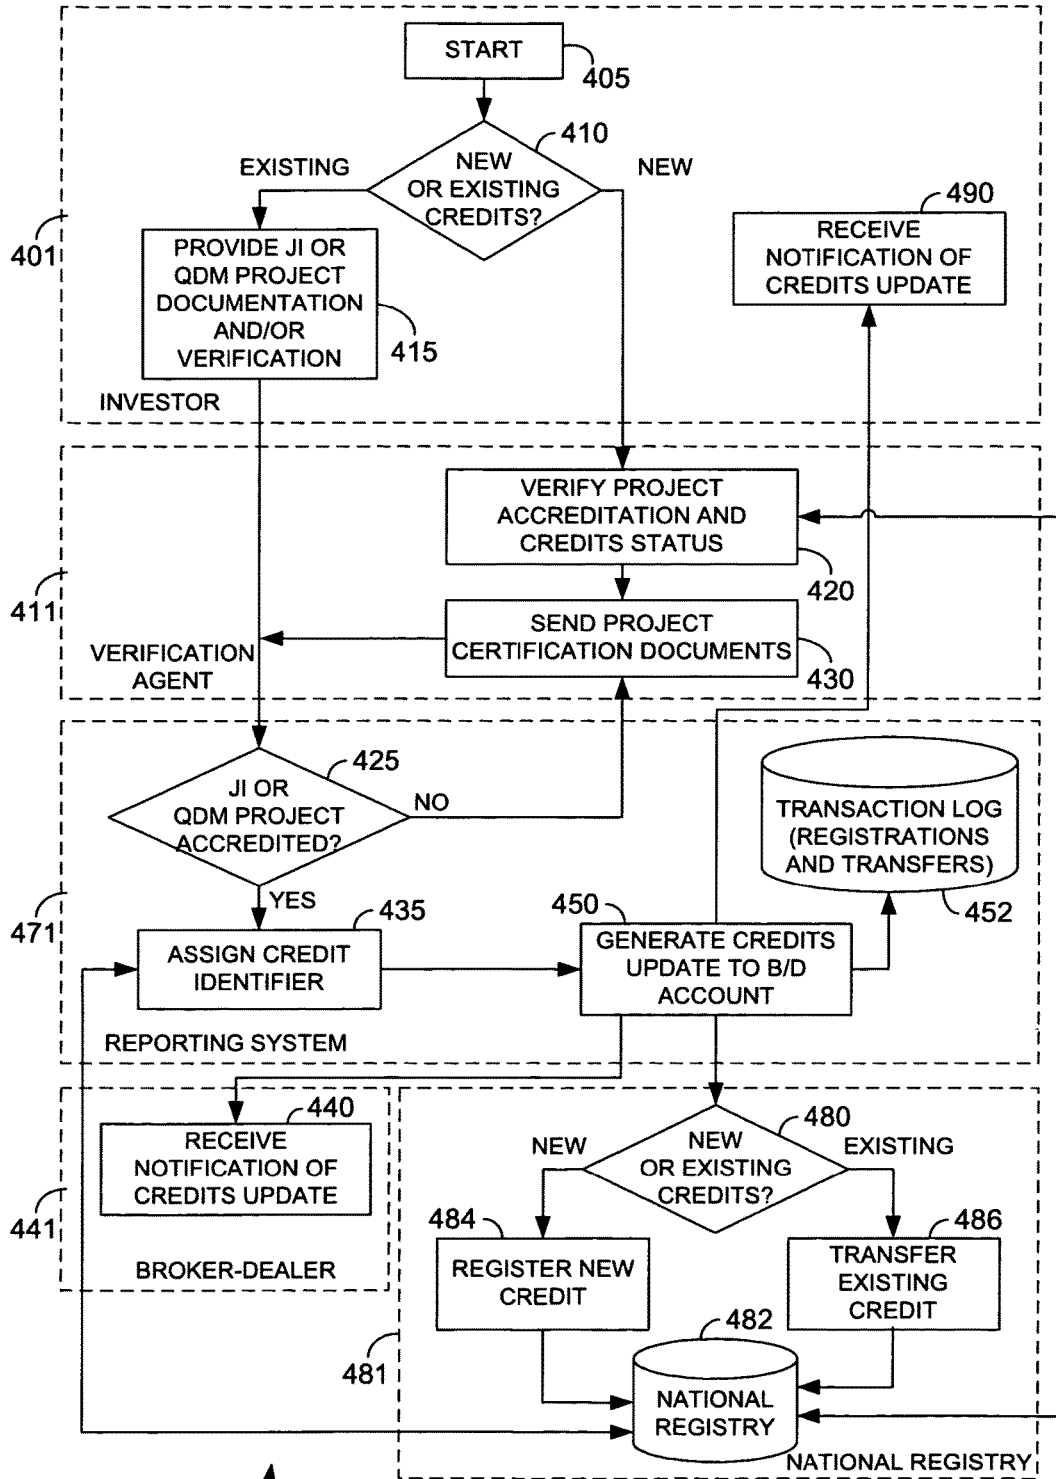 START
405
410
NEW
OR EXISTING
CREDITS?
EXISTING
NEW
490
RECEIVE
NOTIFICATION OF
CREDITS UPDATE
401
PROVIDE JI OR
QDM PROJECT
DOCUMENTATION
AND/OR
VERIFICATION
415
INVESTOR
VERIFY PROJECT
ACCREDITATION AND
CREDITS STATUS
420
411
SEND PROJECT
CERTIFICATION DOCUMENTS
430
VERIFICATION
AGENT
425
JI OR
QDM PROJECT
ACCREDITED?
NO
YES
TRANSACTION LOG
(REGISTRATIONS
AND TRANSFERS)
452
471
435
ASSIGN CREDIT
IDENTIFIER
450
GENERATE CREDITS
UPDATE TO B/D
ACCOUNT
REPORTING SYSTEM
440
RECEIVE
NOTIFICATION OF
CREDITS UPDATE
441
BROKER-DEALER
480
NEW
OR EXISTING
CREDITS?
NEW
EXISTING
484
REGISTER NEW
CREDIT
486
TRANSFER
EXISTING
CREDIT
482
NATIONAL
REGISTRY
481
NATIONAL REGISTRY